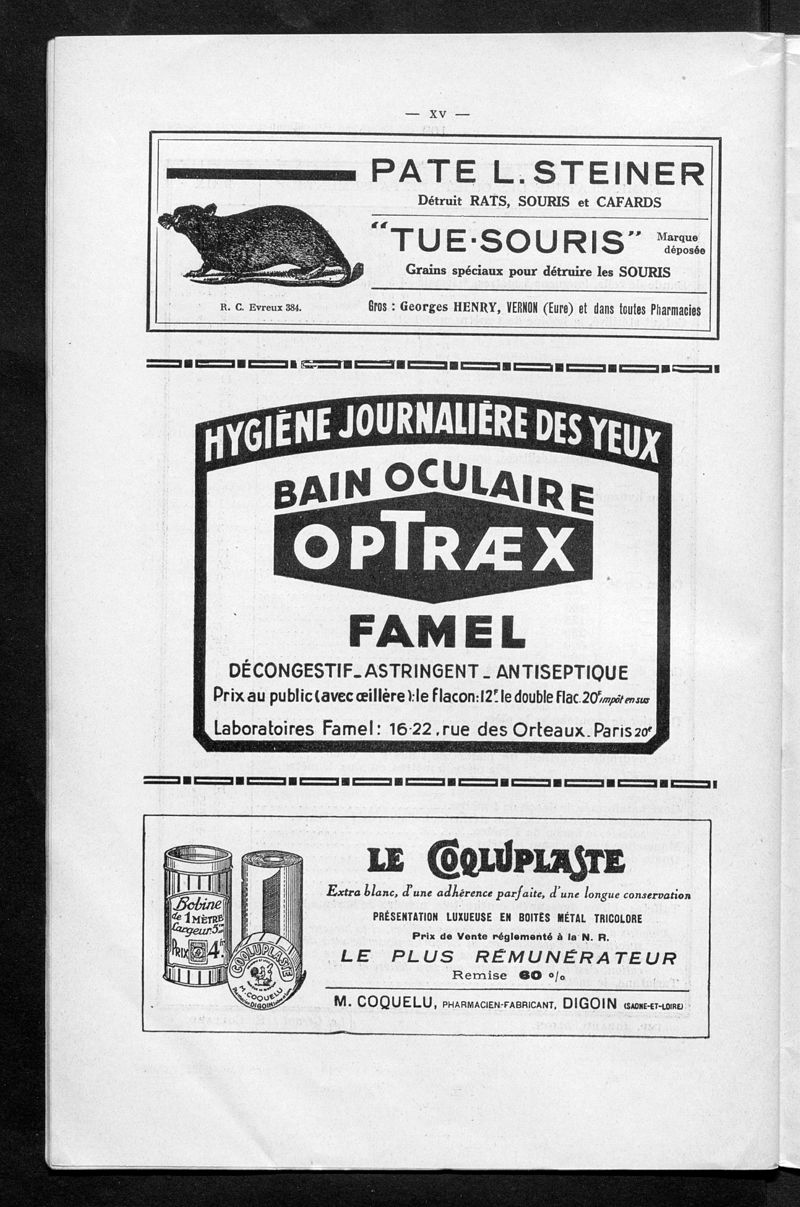 — XV —
PATE L. STEINER
Détruit RATS, SOURIS et CAFARDS
"TUE-SOURIS" Marque déposée
Grains spéciaux pour détruire les SOURIS
R. C. Evreux 384.
Gros : Georges HENRY, VERNON (Eure) et dans toutes Pharmacies
HYGIÈNE JOURNALIÈRE DES YEUX
BAIN OCULAIRE
OPTRÆX
FAMEL
DÉCONGESTIF_ASTRINGENT_ANTISEPTIQUE
Prix au public (avec œillère): le flacon: 12F. le double flac. 20F. impôt en sus
Laboratoires Famel: 16-22, rue des Orteaux_Paris 20e
LE COQLUPLASTE
Extra blanc, d'une adhérence parfaite, d'une longue conservation
PRÉSENTATION LUXUEUSE EN BOITES MÉTAL TRICOLORE
Prix de Vente réglementé à la N. R.
LE PLUS RÉMUNÉRATEUR
Remise 60 %
M. COQUELU, PHARMACIEN-FABRICANT, DIGOIN (SAONE-ET-LOIRE)
Bobine
de 1 MÈTRE
Largeur: 5cm
PRIX 4fr
COQLUPLASTE
M. COQUELU
DIGOIN